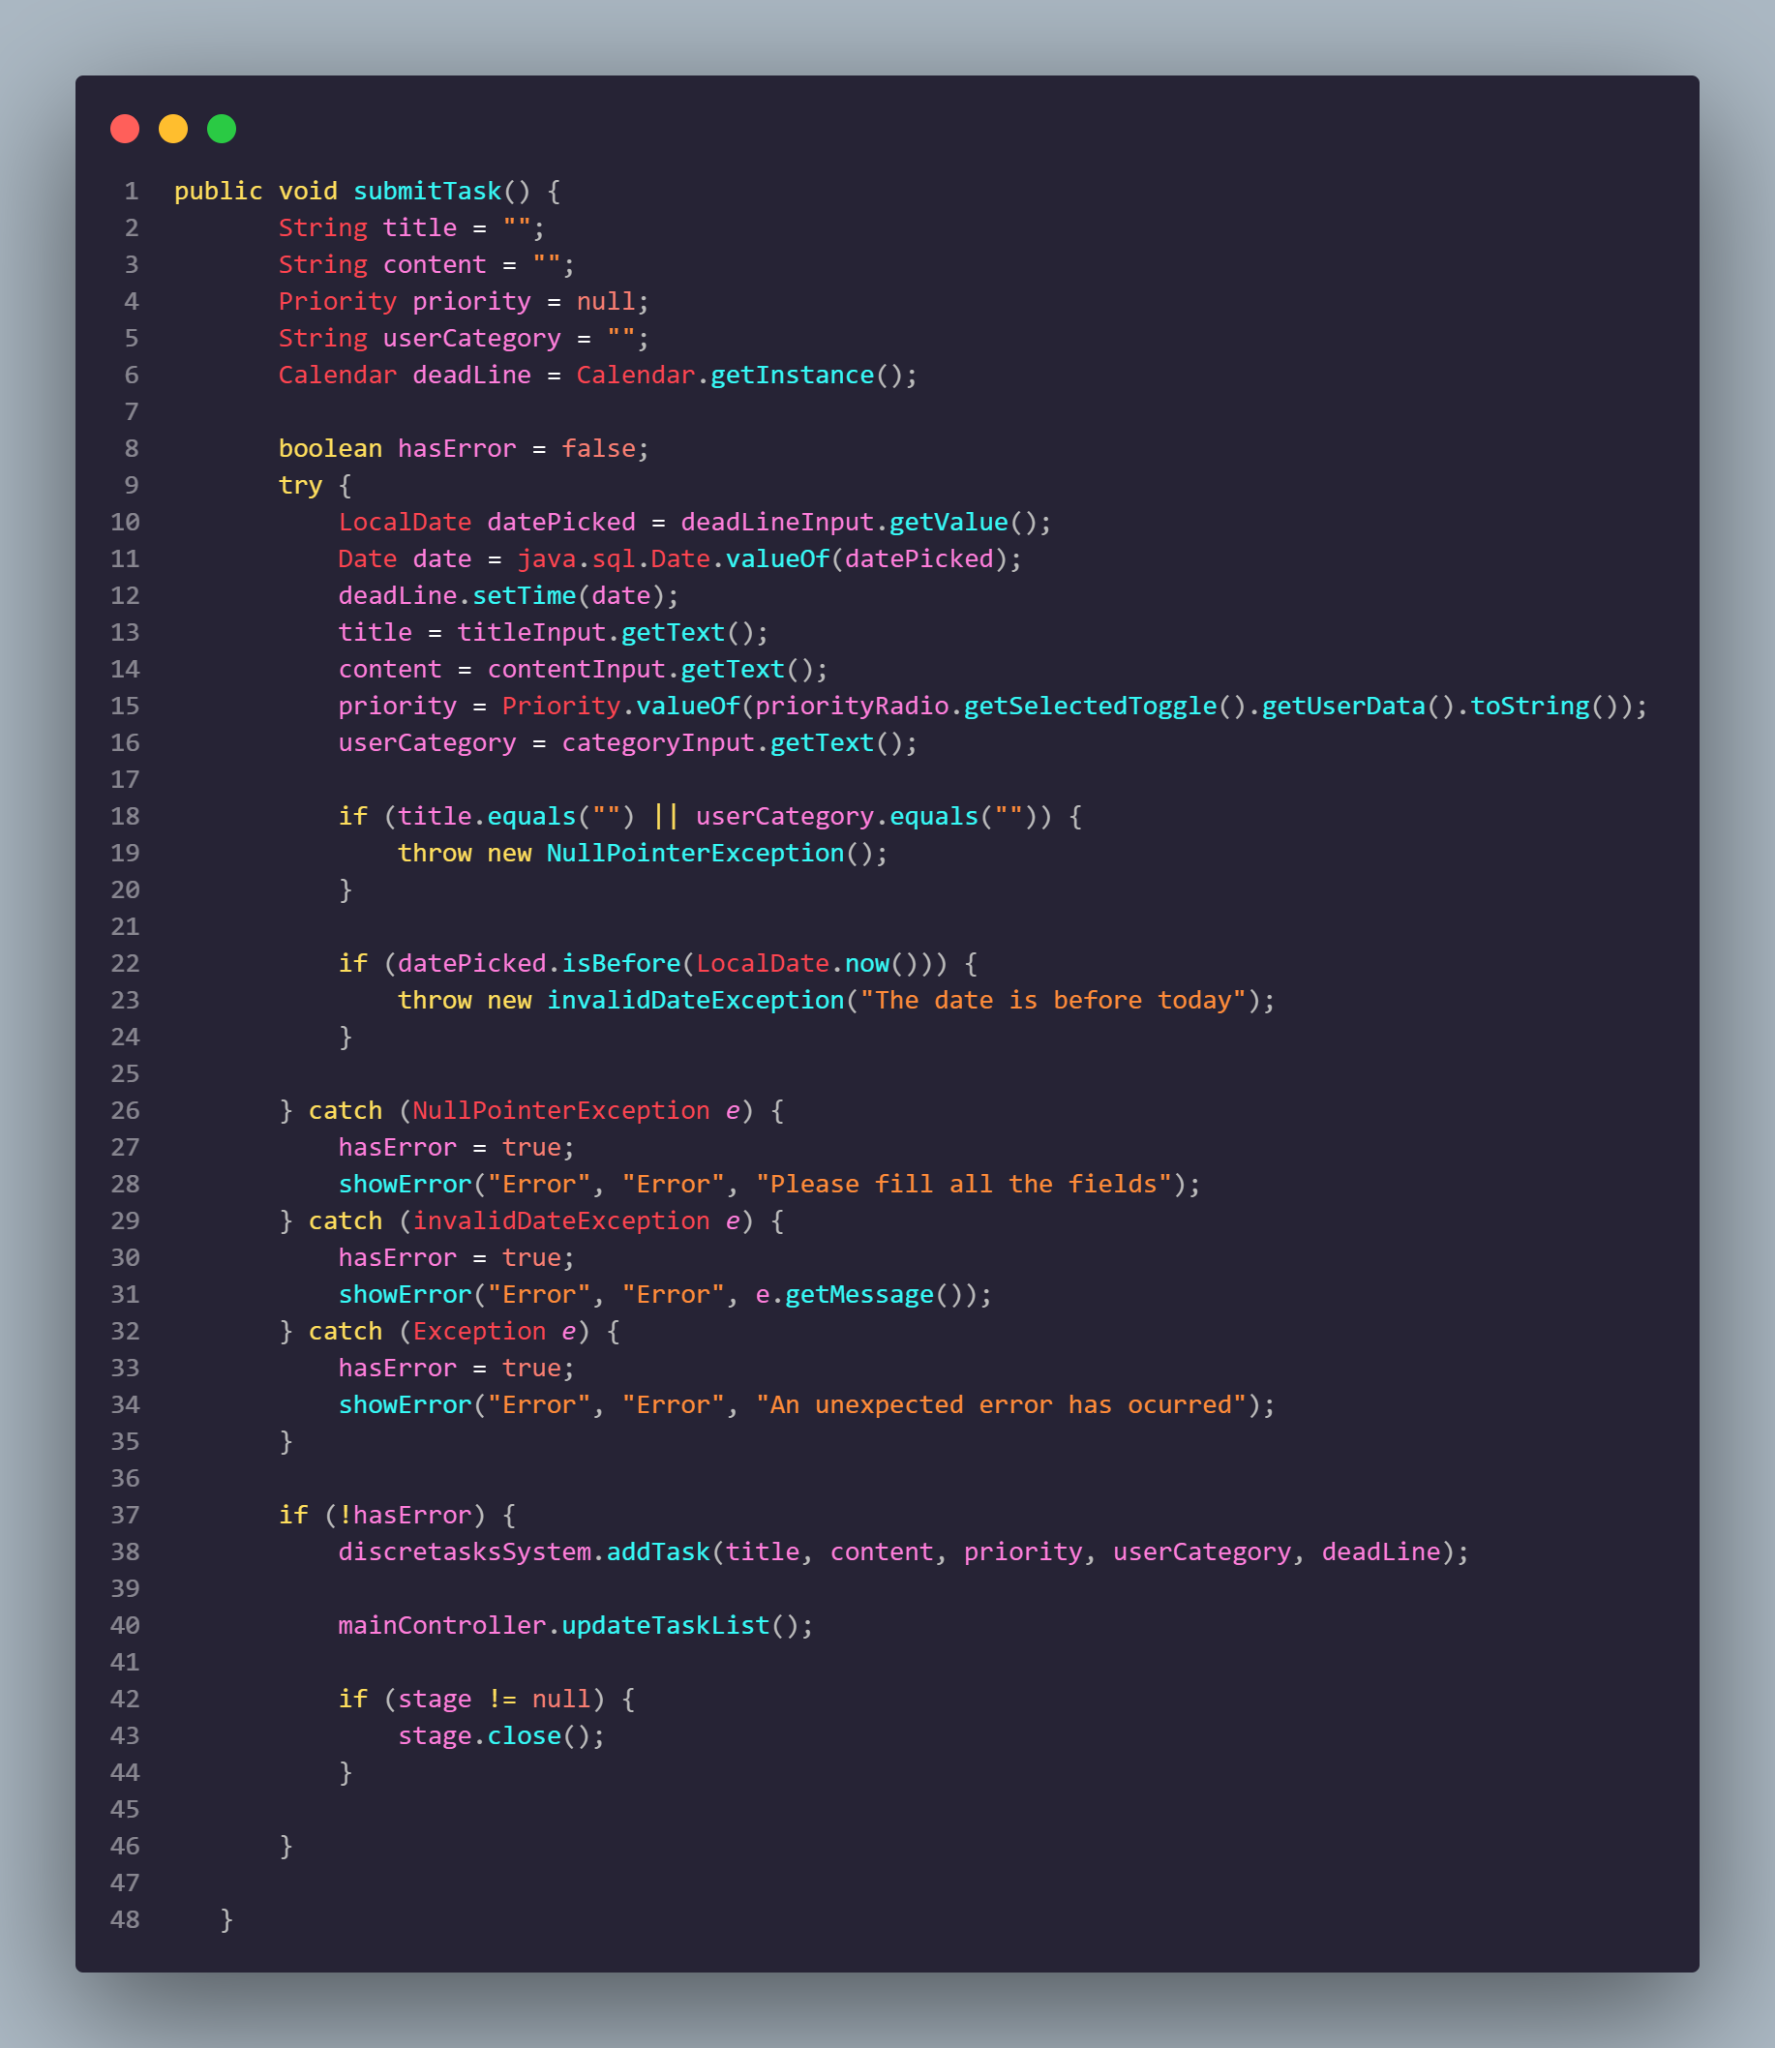 1 public void submitTask() {
2 String title = "";
3 String content = "";
4 Priority priority = null;
5 String userCategory = "";
6 Calendar deadLine = Calendar.getInstance();
7
8 boolean hasError = false;
9 try {
10 LocalDate datePicked = deadLineInput.getValue();
11 Date date = java.sql.Date.valueOf(datePicked);
12 deadLine.setTime(date);
13 title = titleInput.getText();
14 content = contentInput.getText();
15 priority = Priority.valueOf(priorityRadio.getSelectedToggle().getUserData().toString());
16 userCategory = categoryInput.getText();
17
18 if (title.equals("") || userCategory.equals("")) {
19 throw new NullPointerException();
20 }
21
22 if (datePicked.isBefore(LocalDate.now())) {
23 throw new invalidDateException("The date is before today");
24 }
25
26 } catch (NullPointerException e) {
27 hasError = true;
28 showError("Error", "Error", "Please fill all the fields");
29 } catch (invalidDateException e) {
30 hasError = true;
31 showError("Error", "Error", e.getMessage());
32 } catch (Exception e) {
33 hasError = true;
34 showError("Error", "Error", "An unexpected error has ocurred");
35 }
36
37 if (!hasError) {
38 discretasksSystem.addTask(title, content, priority, userCategory, deadLine);
39
40 mainController.updateTaskList();
41
42 if (stage != null) {
43 stage.close();
44 }
45
46 }
47
48 }